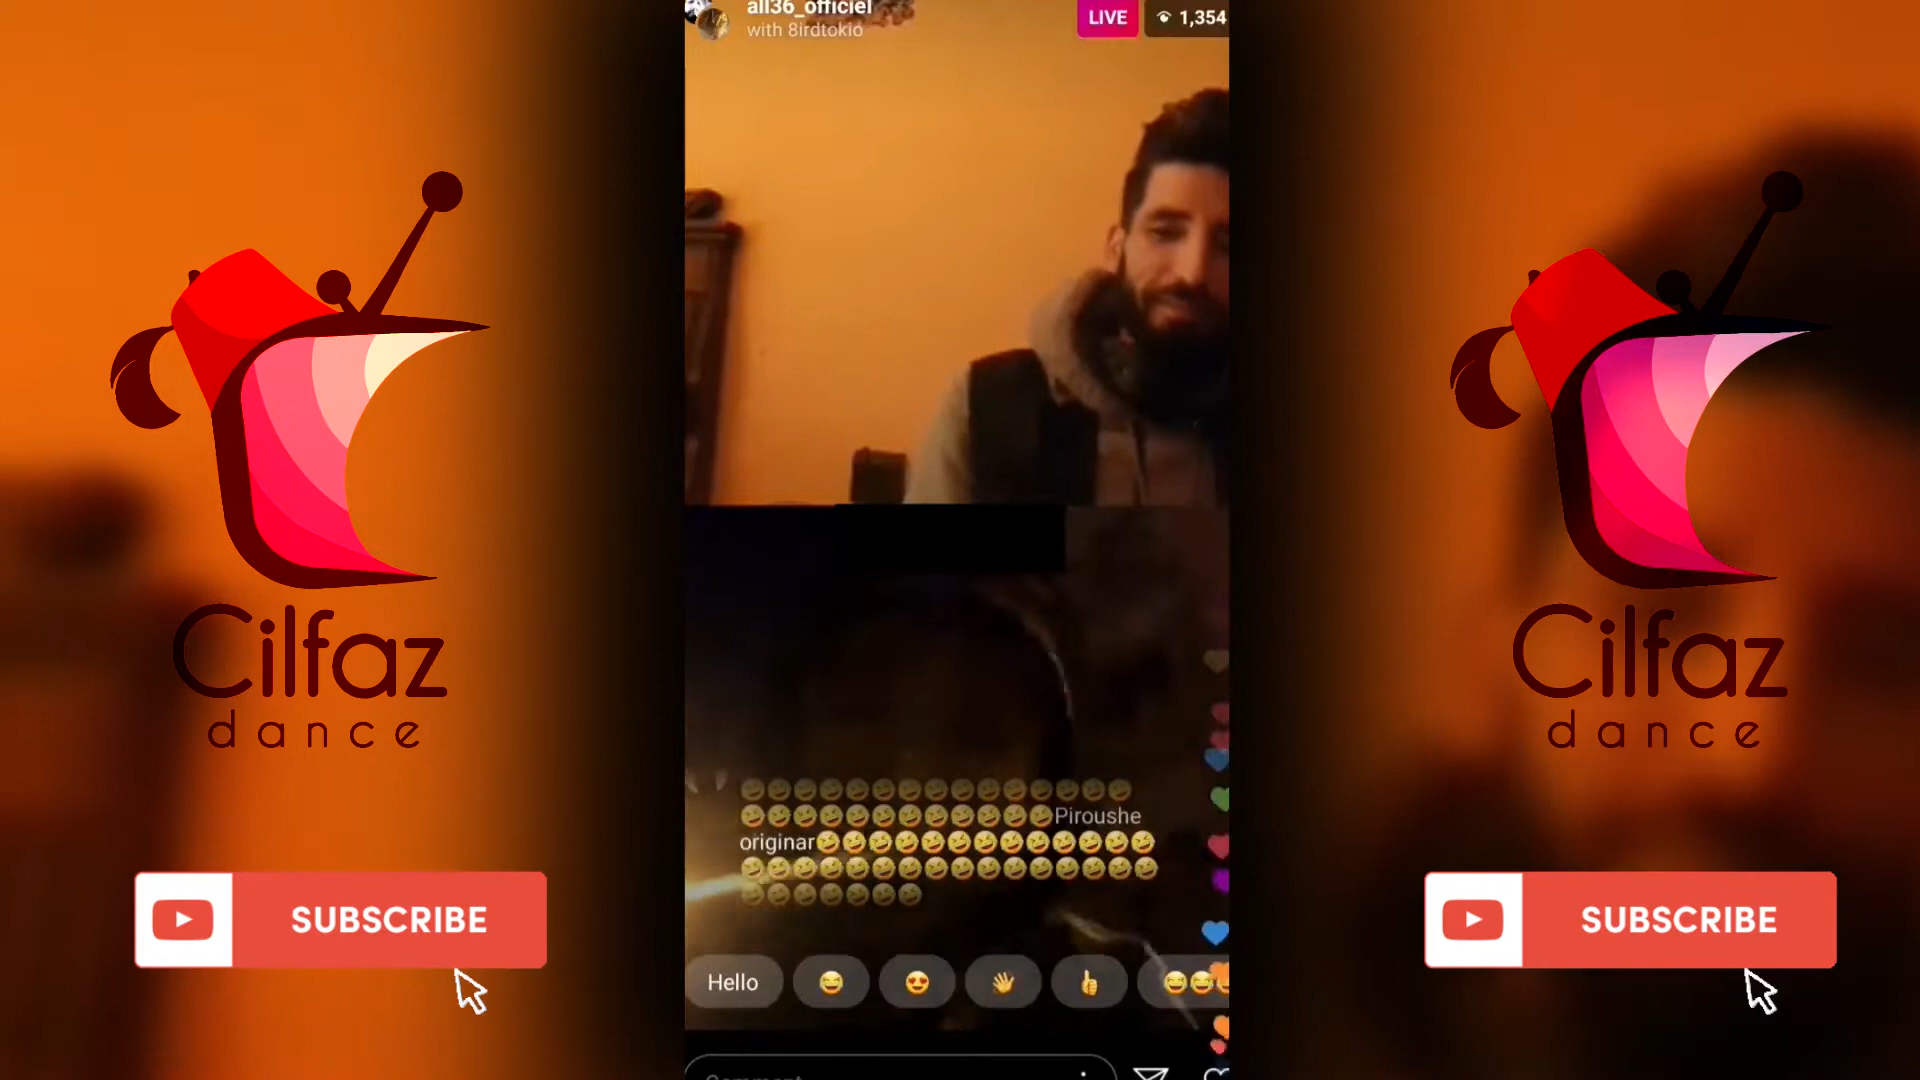 all36_officiel
with 8irdtokio
LIVE
1,354
Cilfaz
dance
SUBSCRIBE
Piroushe
originar
Hello
Cilfaz
dance
SUBSCRIBE